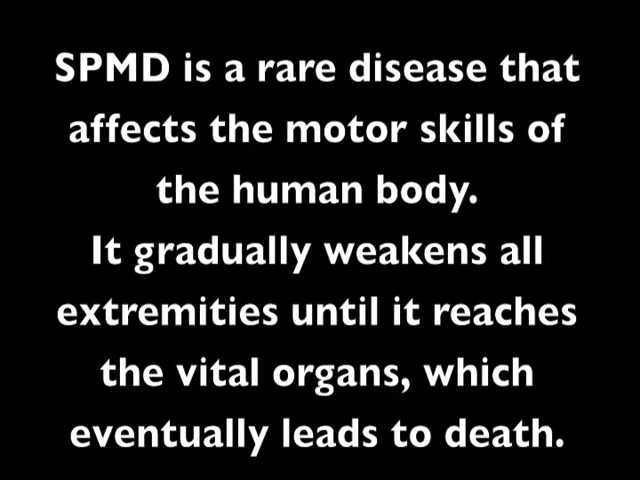 SPMD is a rare disease that
affects the motor skills of
the human body.
It gradually weakens all
extremities until it reaches
the vital organs, which
eventually leads to death.